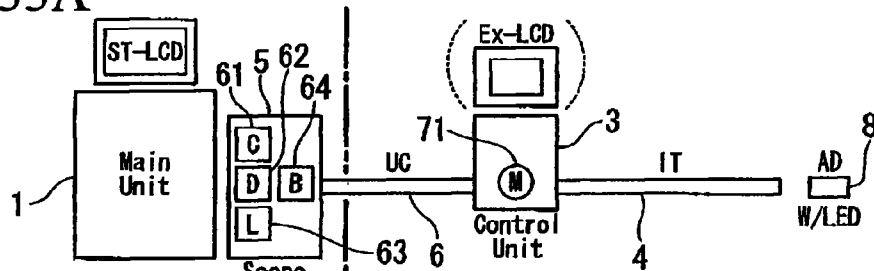 ST-LCD
61
5
62
64
Ex-LCD
C
D
B
L
Main
Unit
1
UC
6
63
71
M
3
Control
Unit
IT
4
8
AD
W/LED